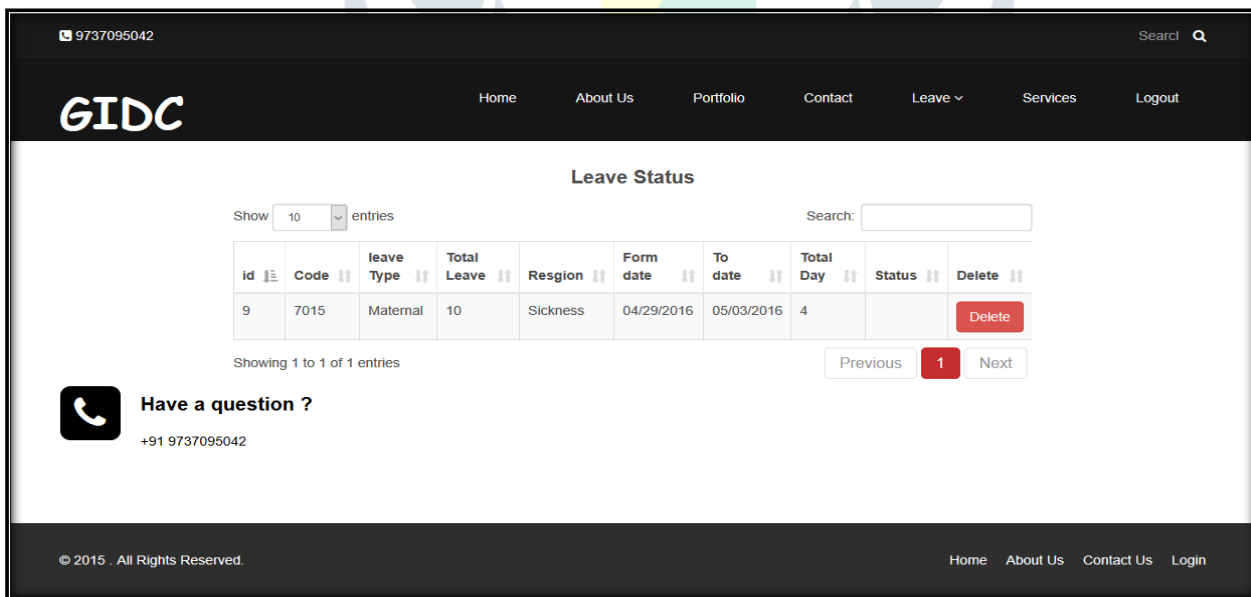 9737095042 Searcl
GIDC Home About Us Portfolio Contact Leave Services Logout
Leave Status
Show 10 entries Search:
id Code leave Type Total Leave Resgion Form date To date Total Day Status Delete
9 7015 Maternal 10 Sickness 04/29/2016 05/03/2016 4 Delete
Showing 1 to 1 of 1 entries Previous 1 Next
Have a question ?
+91 9737095042
© 2015 . All Rights Reserved. Home About Us Contact Us Login